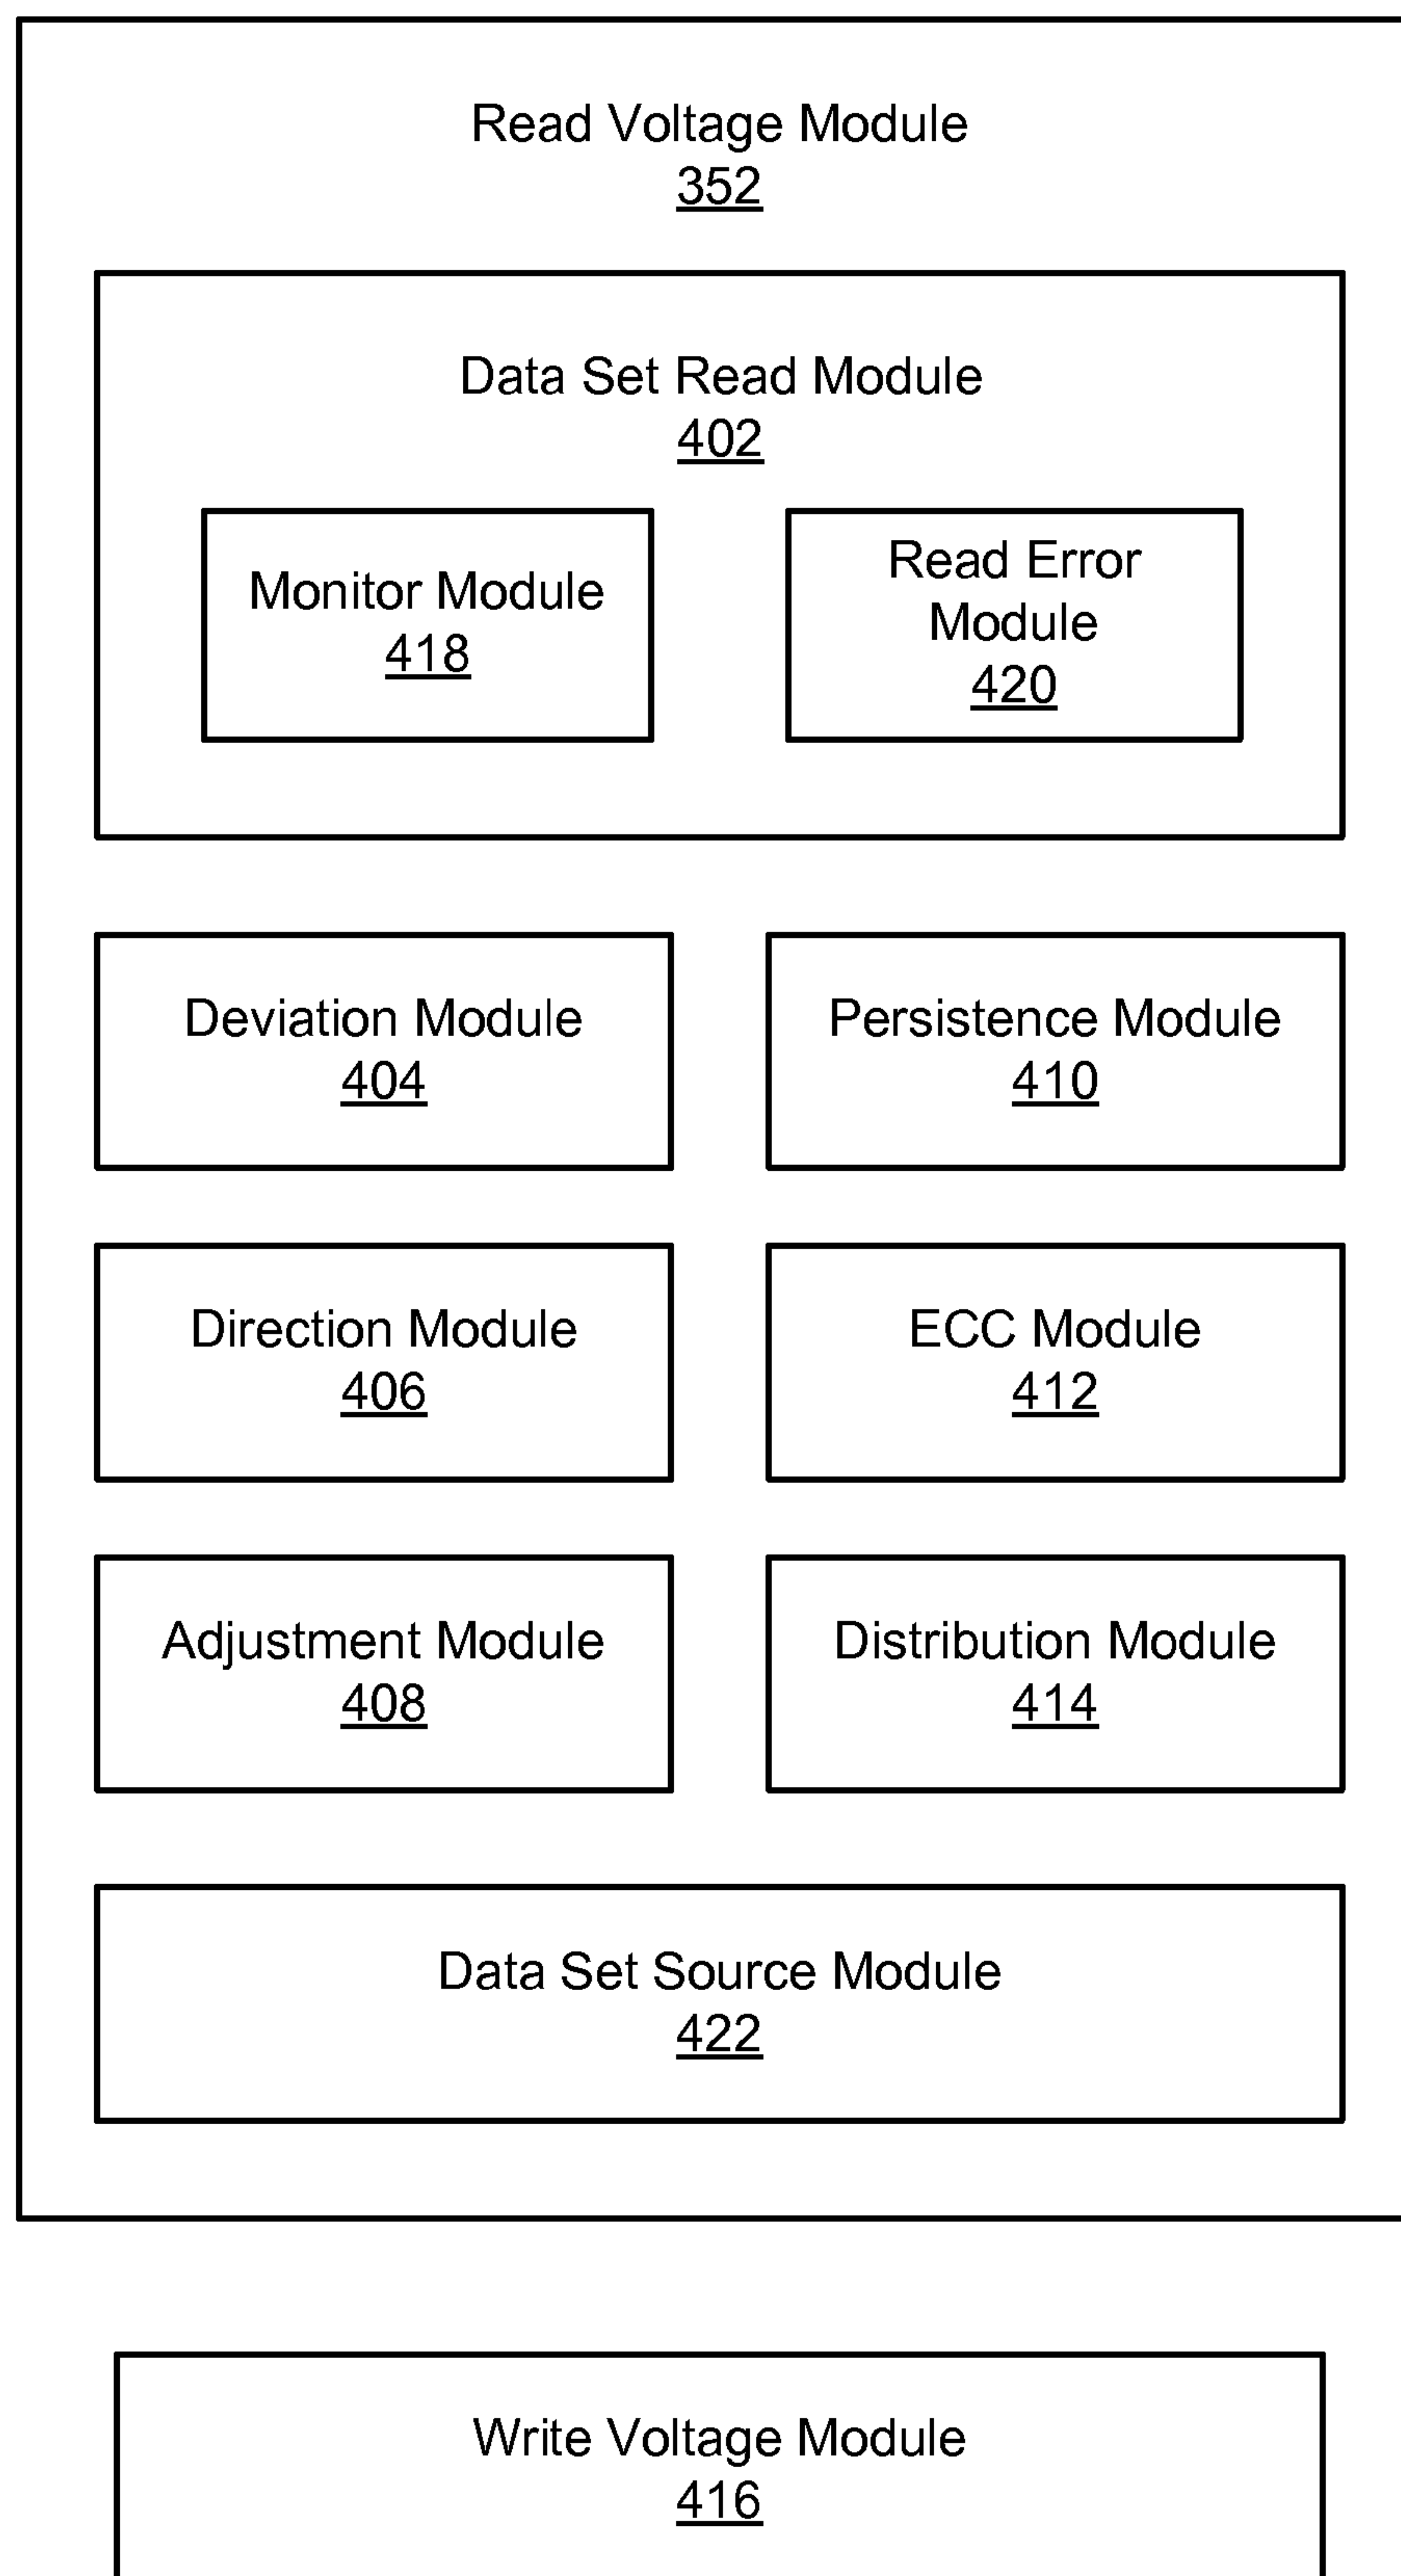 Read Voltage Module
352
Data Set Read Module
402
Monitor Module
418
Read Error
Module
420
Deviation Module
404
Persistence Module
410
Direction Module
406
ECC Module
412
Adjustment Module
408
Distribution Module
414
Data Set Source Module
422
Write Voltage Module
416